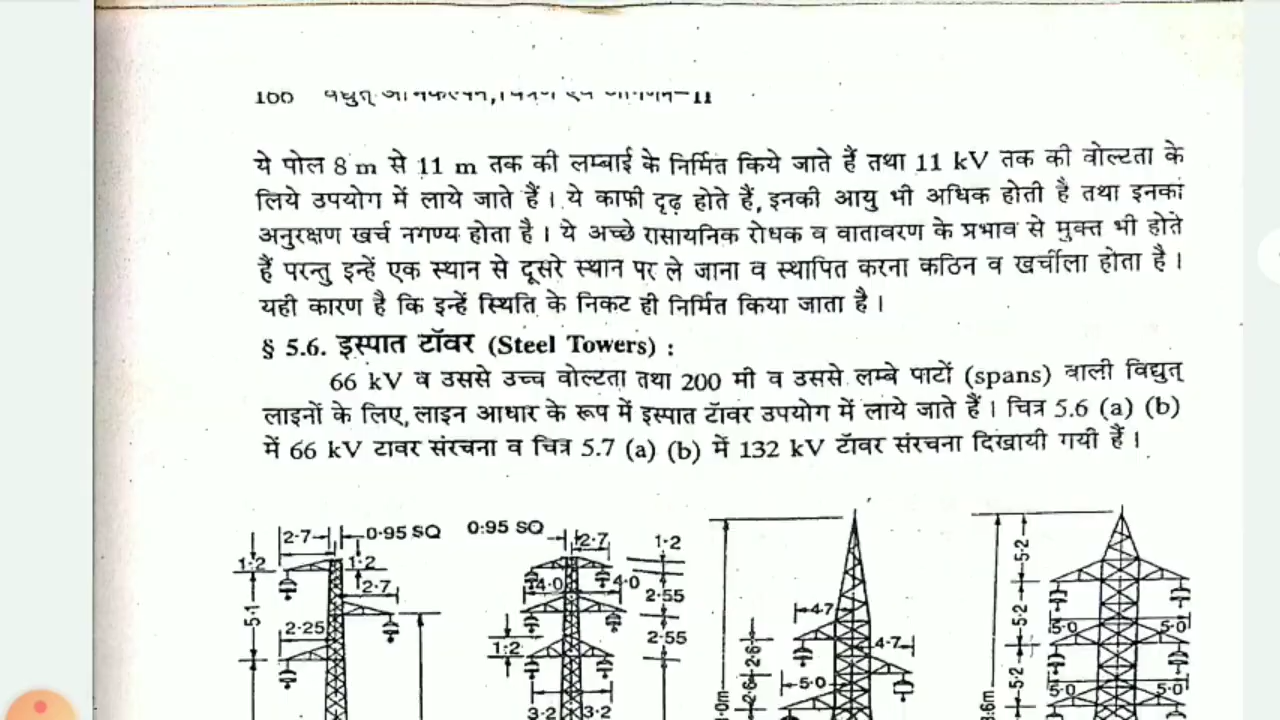 100
ये पोल 8 m से 11 m तक की लम्बाई के निर्मित किये जाते हैं तथा 11 kV तक की वोल्टता के
लिये उपयोग में लाये जाते हैं। ये काफी दृढ़ होते हैं, इनकी आयु भी अधिक होती है तथा इनका
अनुरक्षण खर्च नगण्य होता है। ये अच्छे रासायनिक रोधक व वातावरण के प्रभाव से मुक्त भी होते
हैं परन्तु इन्हें एक स्थान से दूसरे स्थान पर ले जाना व स्थापित करना कठिन व खर्चीला होता है।
यही कारण है कि इन्हें स्थिति के निकट ही निर्मित किया जाता है।
§ 5.6. इस्पात टॉवर (Steel Towers) :
66 kV व उससे उच्च वोल्टता तथा 200 मी व उससे लम्बे पाटों (spans) वाली विद्युत्
लाइनों के लिए, लाइन आधार के रूप में इस्पात टॉवर उपयोग में लाये जाते हैं। चित्र 5.6 (a) (b)
में 66 kV टावर संरचना व चित्र 5.7 (a) (b) में 132 kV टॉवर संरचना दिखायी गयी हैं।
2·7 0·95 SQ
1·2 1·2
2·7
5·1
2·25
0:95 SQ 2·7 1·2
4·0 4·0
2·55
1·2 2·55
3·2 3·2
4·7
4·7
2·6
5·0
2·6
·0m
5·2
5·2
5·0 5·0
5·2
5·0 5·0
·6m